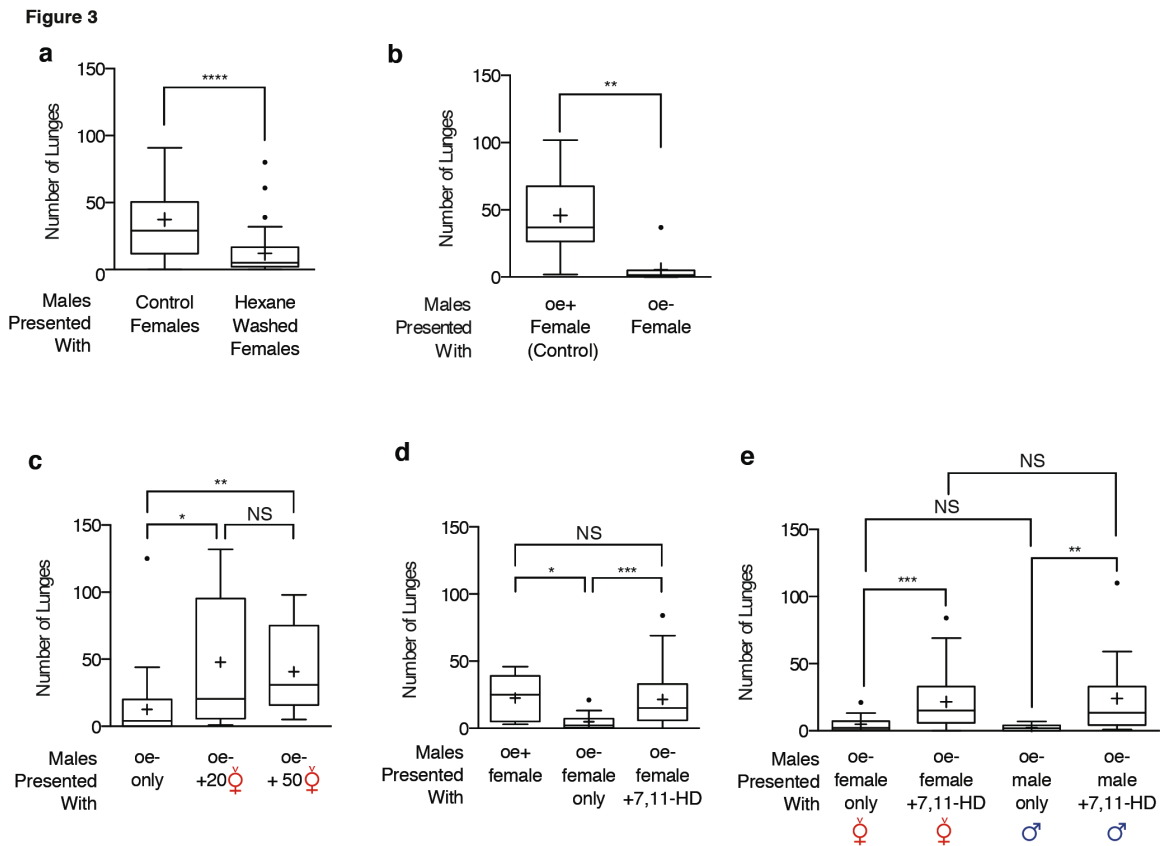 Figure 3
a
Number of Lunges
150
100
50
0
****
Males Presented With
Control Females
Hexane Washed Females
b
Number of Lunges
150
100
50
0
**
Males Presented With
oe+ Female (Control)
oe- Female
c
Number of Lunges
150
100
50
0
**
*
NS
Males Presented With
oe- only
oe- +20 ♀
oe- + 50 ♀
d
Number of Lunges
150
100
50
0
NS
*
***
Males Presented With
oe+ female
oe- female only
oe- female +7,11-HD
e
Number of Lunges
150
100
50
0
NS
NS
***
**
Males Presented With
oe- female only ♀
oe- female +7,11-HD ♀
oe- male only ♂
oe- male +7,11-HD ♂